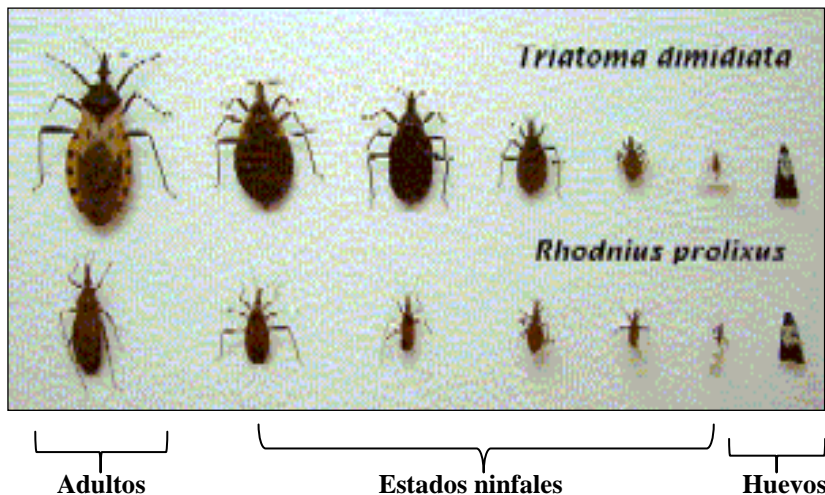 Triatoma dimidiata
Rhodnius prolixus
Adultos Estados ninfales Huevos